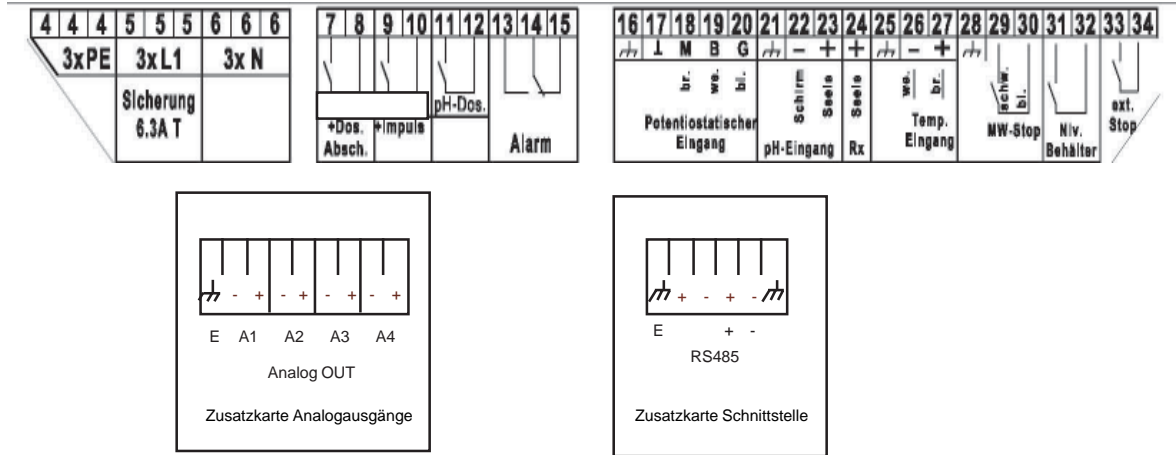 4 4 4 5 5 5 6 6 6
3xPE 3xL1 3x N
Sicherung
6.3A T
7 8 9 10 11 12 13 14 15
pH-Dos.
+Dos. +Impuls
Absch.
Alarm
16 17 18 19 20 21 22 23 24 25 26 27 28 29 30 31 32 33 34
M B G - + + - +
br. we. bl. Schirm Seele Seele we. br. schw. bl.
Potentiostatischer
Eingang
pH-Eingang
Rx
Temp.
Eingang
MW-Stop
Niv.
Behälter
ext.
Stop
- + - + - + - +
E A1 A2 A3 A4
Analog OUT
Zusatzkarte Analogausgänge
+ - + -
E + -
RS485
Zusatzkarte Schnittstelle